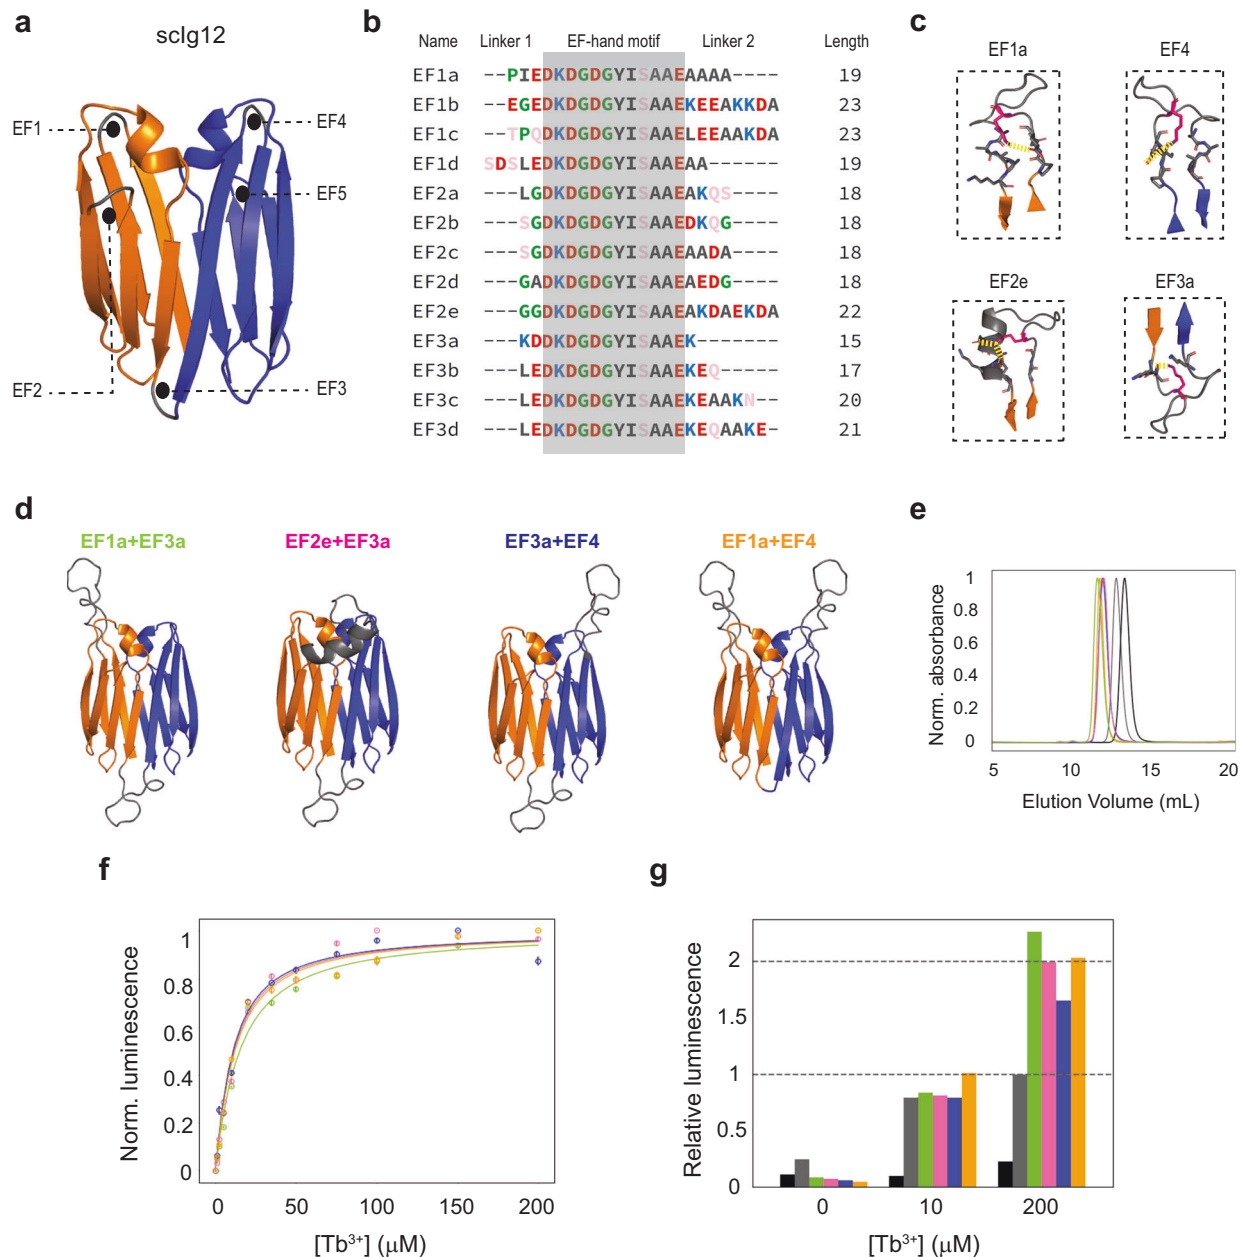 a
scIg12
EF1
EF4
EF5
EF2
EF3
b
Name Linker 1 EF-hand motif Linker 2 Length
EF1a --PIEDKDGDGYISAAEAAAA---- 19
EF1b --EGEDKDGDGYISAAEKEEAKKDA 23
EF1c --TPQDKDGDGYISAAELEEAAKDA 23
EF1d SDSLEDKDGDGYISAAEAA------ 19
EF2a ---LGDKDGDGYISAAEAKQS---- 18
EF2b ---SGDKDGDGYISAAEDKQG---- 18
EF2c ---SGDKDGDGYISAAEAADA---- 18
EF2d ---GADKDGDGYISAAEAEDG---- 18
EF2e ---GGDKDGDGYISAAEAKDAEKDA 22
EF3a ---KDDKDGDGYISAAEK------- 15
EF3b ---LEDKDGDGYISAAEKEQ----- 17
EF3c ---LEDKDGDGYISAAEKEAAKN-- 20
EF3d ---LEDKDGDGYISAAEKEQAAKE- 21
c
EF1a EF4
EF2e EF3a
d
EF1a+EF3a EF2e+EF3a EF3a+EF4 EF1a+EF4
e
Norm. absorbance
1
0.8
0.6
0.4
0.2
0
5 10 15 20
Elution Volume (mL)
f
Norm. luminescence
1
0.8
0.6
0.4
0.2
0
0 50 100 150 200
[Tb³⁺] (μM)
g
Relative luminescence
2
1.5
1
0.5
0
0 10 200
[Tb³⁺] (μM)